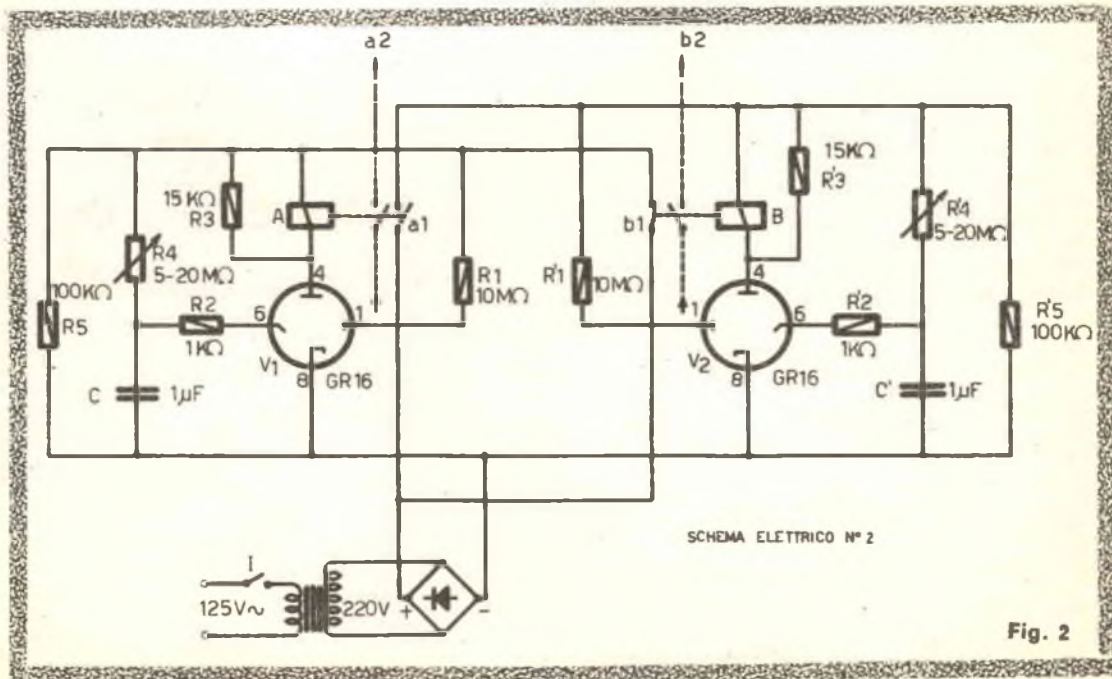 a2
b2
15KΩ
R3
A
a1
R4
5-20MΩ
100KΩ
R5
R2
1KΩ
6
4
1
8
V1
GR16
C
1µF
R1
10MΩ
R'1
10MΩ
b1
B
15KΩ
R'3
R'4
5-20MΩ
4
1
6
8
V2
GR16
R'2
1KΩ
R'5
100KΩ
C'
1µF
SCHEMA ELETTRICO N° 2
I
125V~
220V
+
-
Fig. 2